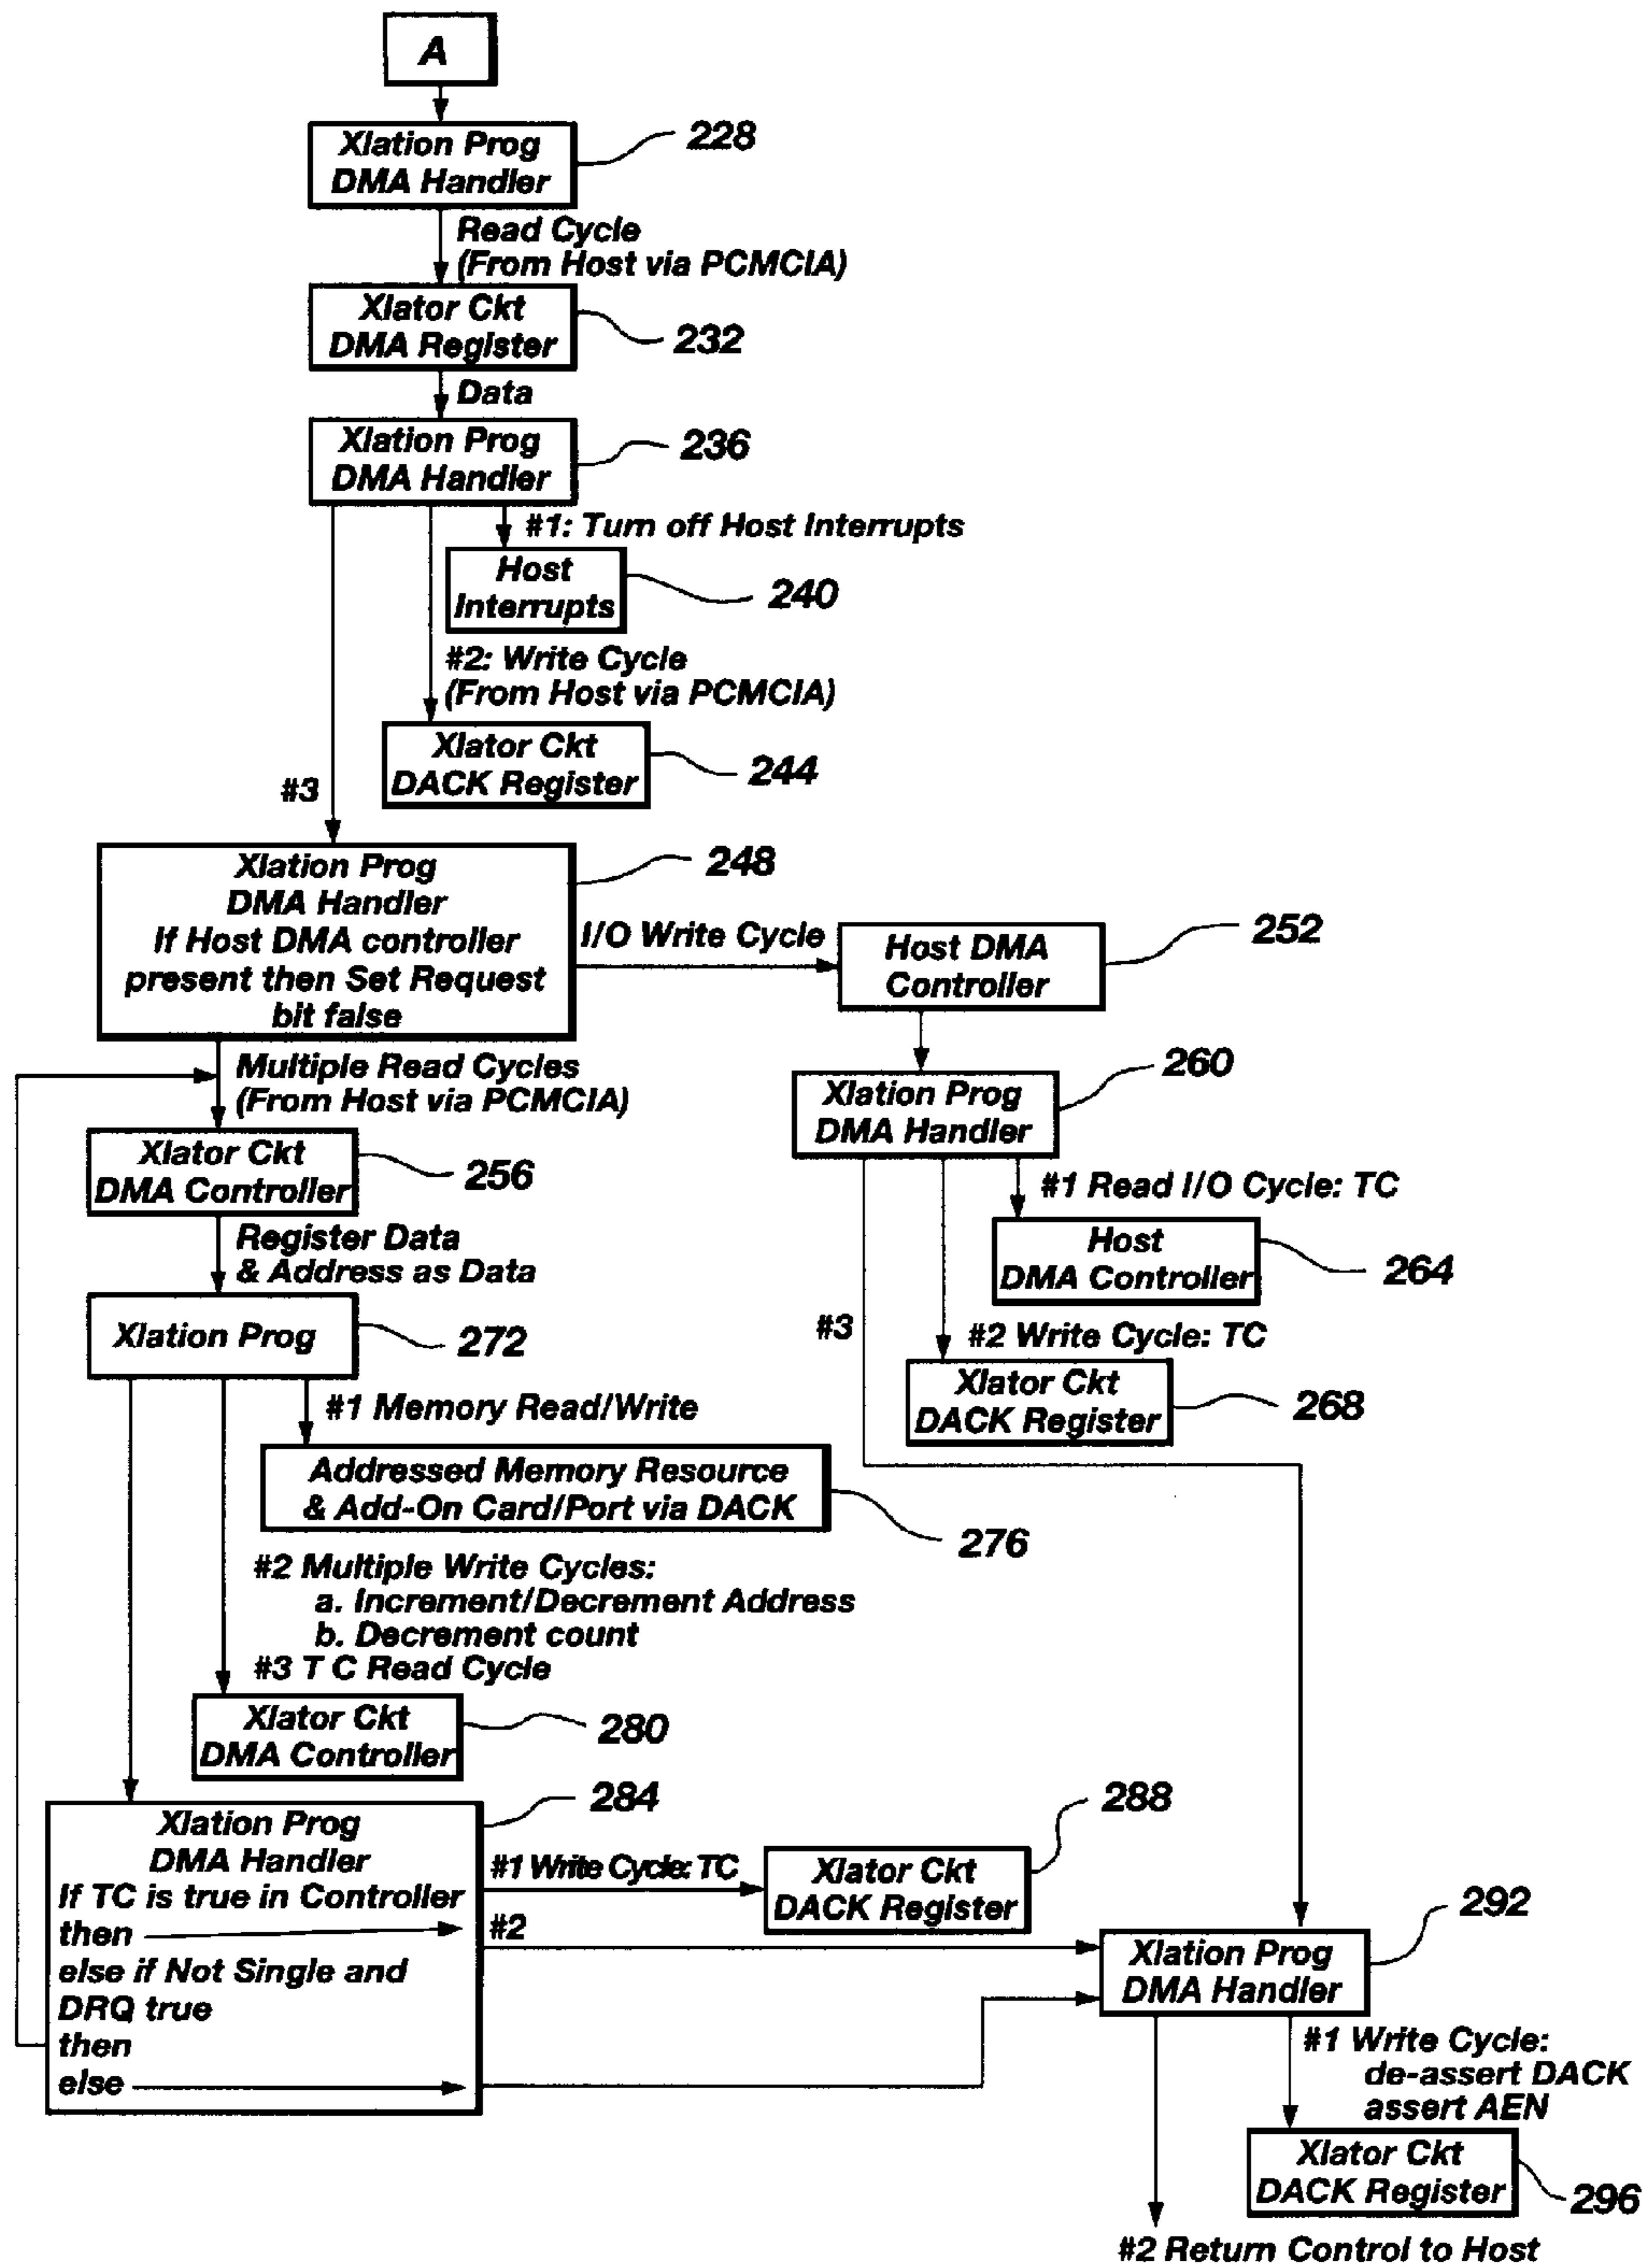 A
Xlation Prog
DMA Handler
228
Read Cycle
(From Host via PCMCIA)
Xlator Ckt
DMA Register
232
Data
Xlation Prog
DMA Handler
236
#1: Turn off Host Interrupts
Host
Interrupts
240
#2: Write Cycle
(From Host via PCMCIA)
Xlator Ckt
DACK Register
244
#3
Xlation Prog
DMA Handler
If Host DMA controller
present then Set Request
bit false
248
I/O Write Cycle
Host DMA
Controller
252
Multiple Read Cycles
(From Host via PCMCIA)
Xlation Prog
DMA Handler
260
Xlator Ckt
DMA Controller
256
#1 Read I/O Cycle: TC
Host
DMA Controller
264
Register Data
& Address as Data
#3
#2 Write Cycle: TC
Xlator Ckt
DACK Register
268
Xlation Prog
272
#1 Memory Read/Write
Addressed Memory Resource
& Add-On Card/Port via DACK
276
#2 Multiple Write Cycles:
a. Increment/Decrement Address
b. Decrement count
#3 T C Read Cycle
Xlator Ckt
DMA Controller
280
284
Xlation Prog
DMA Handler
If TC is true in Controller
then
else if Not Single and
DRQ true
then
else
#1 Write Cycle: TC
Xlator Ckt
DACK Register
288
#2
Xlation Prog
DMA Handler
292
#1 Write Cycle:
de-assert DACK
assert AEN
Xlator Ckt
DACK Register
296
#2 Return Control to Host